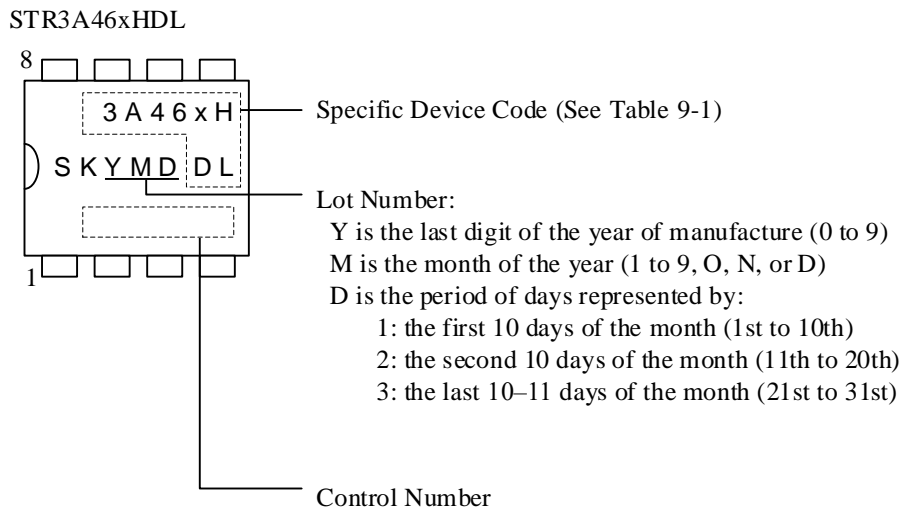 STR3A46xHDL
8
3A46xH
Specific Device Code (See Table 9-1)
SKYMD DL
Lot Number:
Y is the last digit of the year of manufacture (0 to 9)
M is the month of the year (1 to 9, O, N, or D)
D is the period of days represented by:
1: the first 10 days of the month (1st to 10th)
2: the second 10 days of the month (11th to 20th)
3: the last 10–11 days of the month (21st to 31st)
1
Control Number